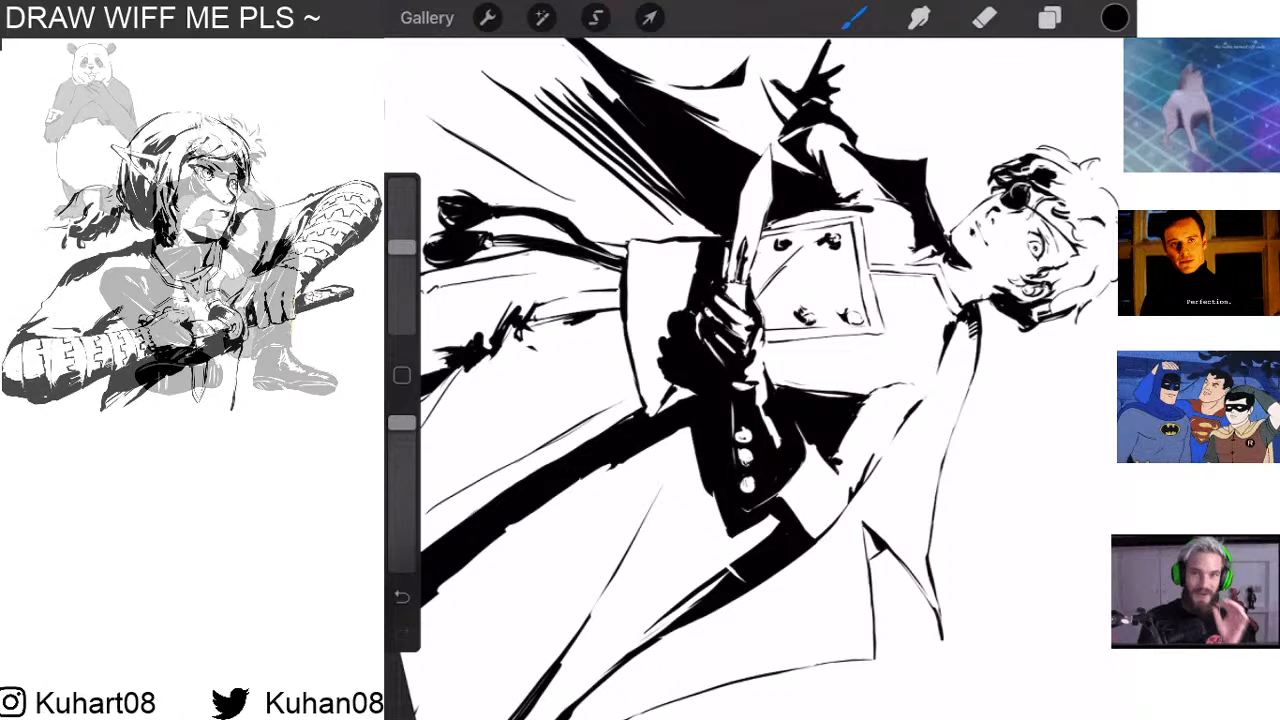 DRAW WIFF ME PLS ~
Gallery
Perfection.
R
Kuhart08
Kuhan08